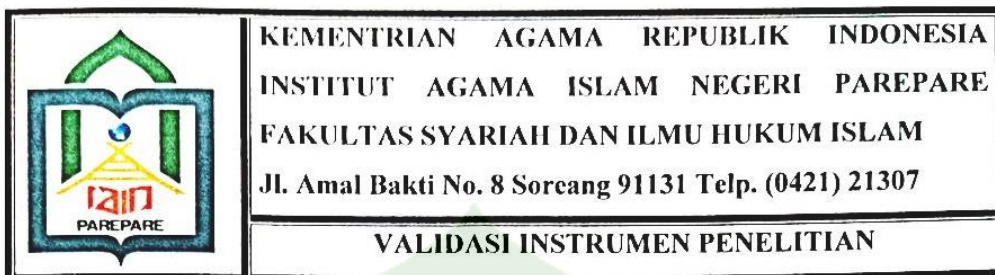 iain
PAREPARE
KEMENTRIAN AGAMA REPUBLIK INDONESIA
INSTITUT AGAMA ISLAM NEGERI PAREPARE
FAKULTAS SYARIAH DAN ILMU HUKUM ISLAM
Jl. Amal Bakti No. 8 Soreang 91131 Telp. (0421) 21307
VALIDASI INSTRUMEN PENELITIAN